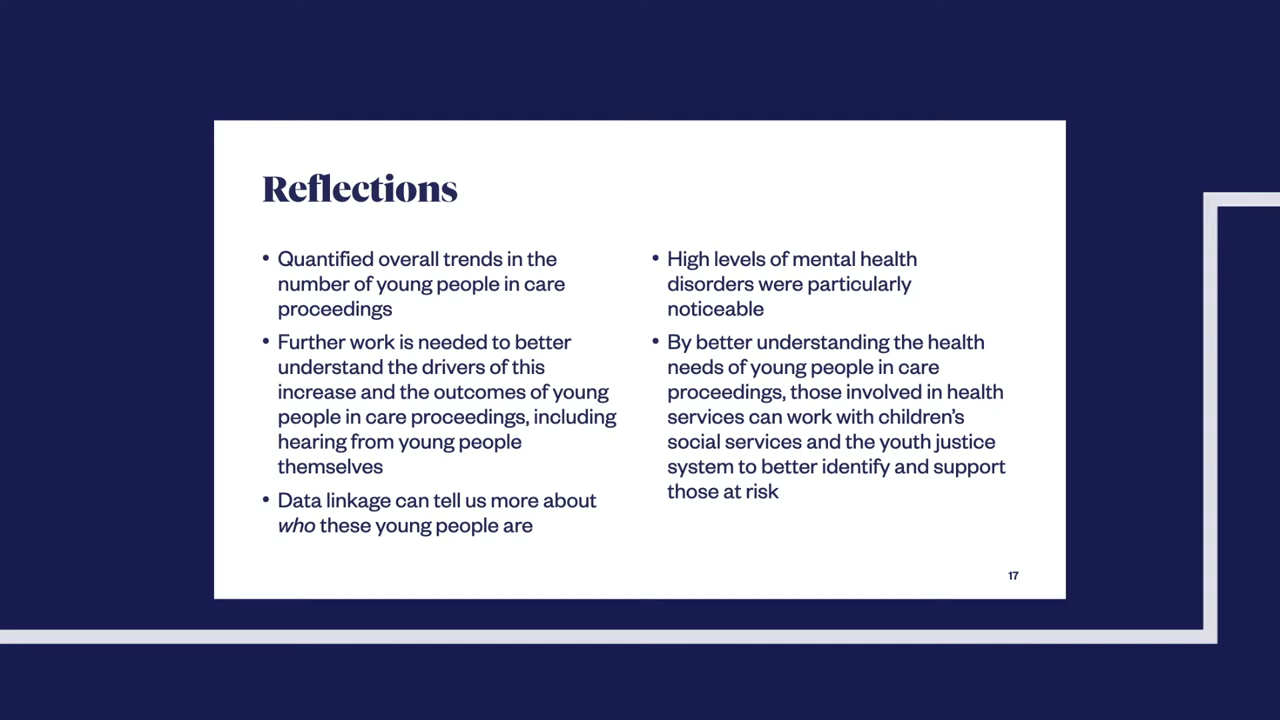 Reflections
• Quantified overall trends in the
number of young people in care
proceedings
• Further work is needed to better
understand the drivers of this
increase and the outcomes of young
people in care proceedings, including
hearing from young people
themselves
• Data linkage can tell us more about
who these young people are
• High levels of mental health
disorders were particularly
noticeable
• By better understanding the health
needs of young people in care
proceedings, those involved in health
services can work with children’s
social services and the youth justice
system to better identify and support
those at risk
17